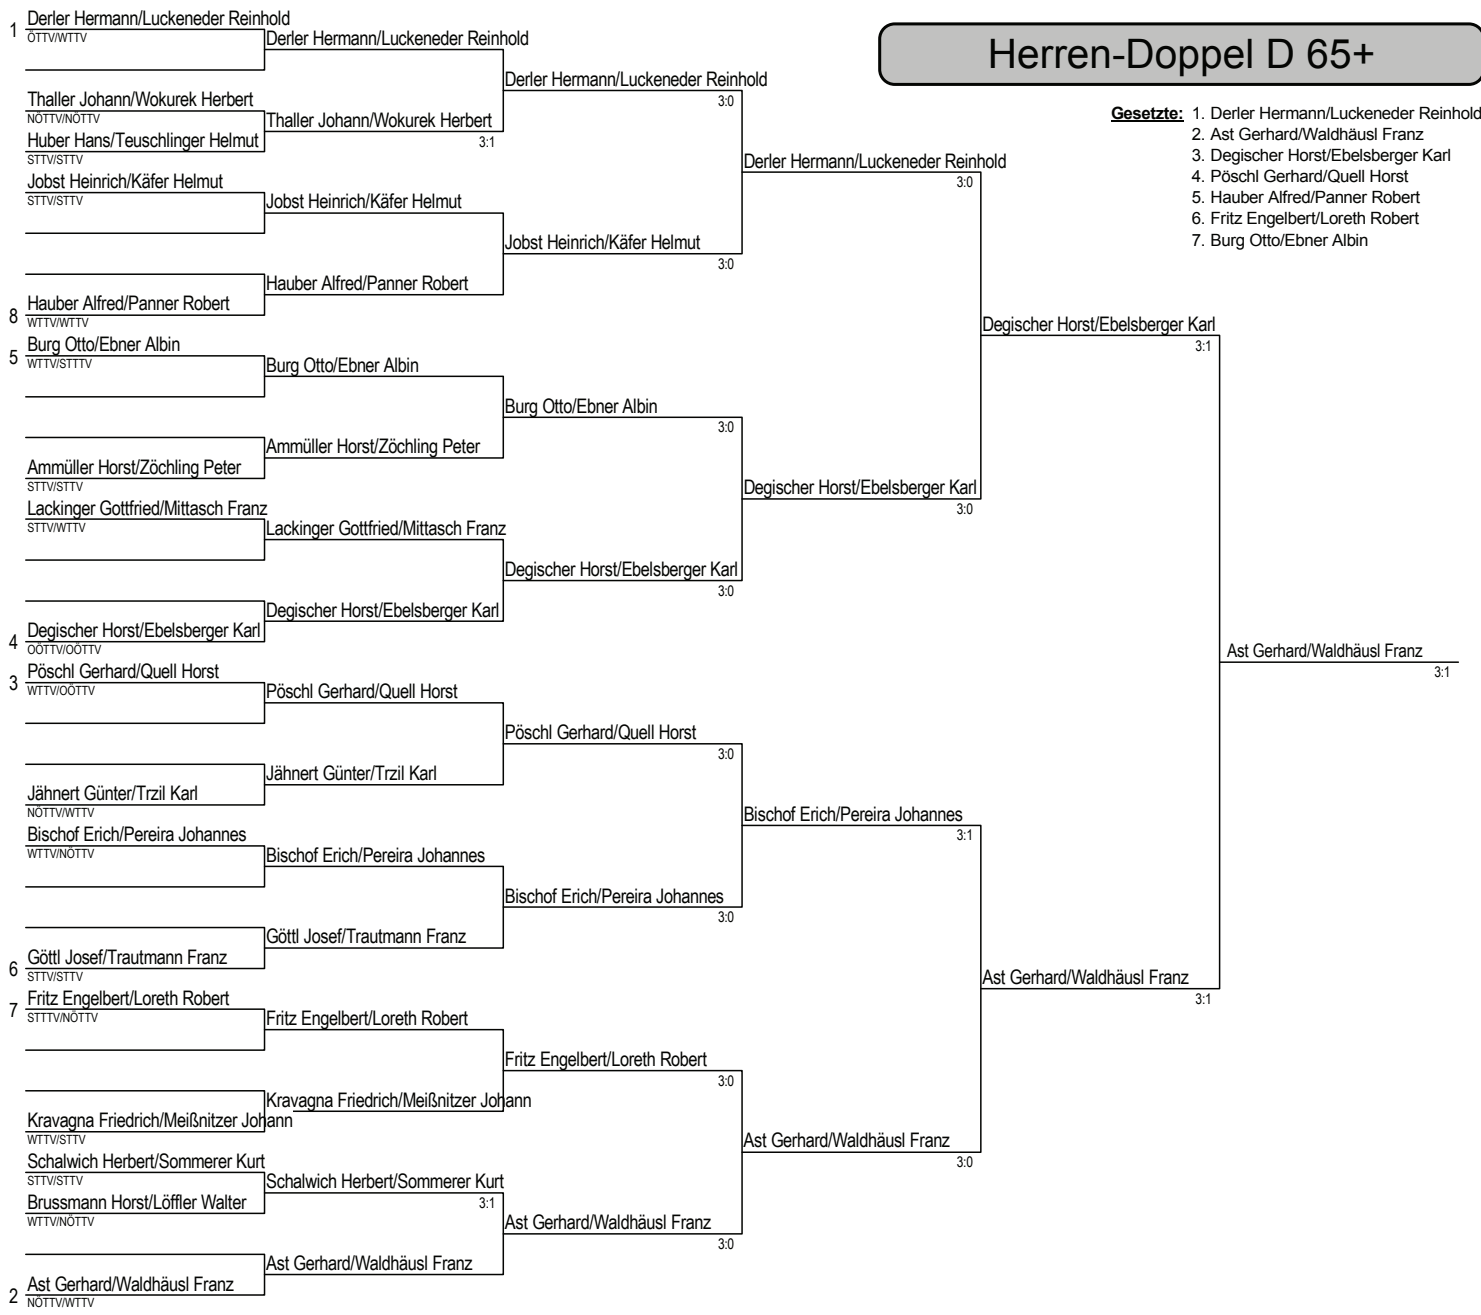 Herren-Doppel D 65+
Gesetzte: 1. Derler Hermann/Luckeneder Reinhold
2. Ast Gerhard/Waldhäusl Franz
3. Degischer Horst/Ebelsberger Karl
4. Pöschl Gerhard/Quell Horst
5. Hauber Alfred/Panner Robert
6. Fritz Engelbert/Loreth Robert
7. Burg Otto/Ebner Albin
1 Derler Hermann/Luckeneder Reinhold
ÖTTV/WTTV
Thaller Johann/Wokurek Herbert
NÖTTV/NÖTTV
Huber Hans/Teuschlinger Helmut
STTV/STTV
Jobst Heinrich/Käfer Helmut
STTV/STTV
8 Hauber Alfred/Panner Robert
WTTV/WTTV
5 Burg Otto/Ebner Albin
WTTV/STTTV
Ammüller Horst/Zöchling Peter
STTV/STTV
Lackinger Gottfried/Mittasch Franz
STTV/WTTV
4 Degischer Horst/Ebelsberger Karl
OÖTTV/OÖTTV
3 Pöschl Gerhard/Quell Horst
WTTV/OÖTTV
Jähnert Günter/Trzil Karl
NÖTTV/WTTV
Bischof Erich/Pereira Johannes
WTTV/NÖTTV
6 Göttl Josef/Trautmann Franz
STTV/STTV
7 Fritz Engelbert/Loreth Robert
STTTV/NÖTTV
Kravagna Friedrich/Meißnitzer Johann
WTTV/STTV
Schalwich Herbert/Sommerer Kurt
STTV/STTV
Brussmann Horst/Löffler Walter
WTTV/NÖTTV
2 Ast Gerhard/Waldhäusl Franz
NÖTTV/WTTV
Derler Hermann/Luckeneder Reinhold
Thaller Johann/Wokurek Herbert
3:1
Jobst Heinrich/Käfer Helmut
Hauber Alfred/Panner Robert
Burg Otto/Ebner Albin
Ammüller Horst/Zöchling Peter
Lackinger Gottfried/Mittasch Franz
Degischer Horst/Ebelsberger Karl
Pöschl Gerhard/Quell Horst
Jähnert Günter/Trzil Karl
Bischof Erich/Pereira Johannes
Göttl Josef/Trautmann Franz
Fritz Engelbert/Loreth Robert
Kravagna Friedrich/Meißnitzer Johann
Schalwich Herbert/Sommerer Kurt
3:1
Ast Gerhard/Waldhäusl Franz
Derler Hermann/Luckeneder Reinhold
3:0
Jobst Heinrich/Käfer Helmut
3:0
Burg Otto/Ebner Albin
3:0
Degischer Horst/Ebelsberger Karl
3:0
Pöschl Gerhard/Quell Horst
3:0
Bischof Erich/Pereira Johannes
3:0
Fritz Engelbert/Loreth Robert
3:0
Ast Gerhard/Waldhäusl Franz
3:0
Derler Hermann/Luckeneder Reinhold
3:0
Degischer Horst/Ebelsberger Karl
3:0
Bischof Erich/Pereira Johannes
3:1
Ast Gerhard/Waldhäusl Franz
3:0
Degischer Horst/Ebelsberger Karl
3:1
Ast Gerhard/Waldhäusl Franz
3:1
Ast Gerhard/Waldhäusl Franz
3:1